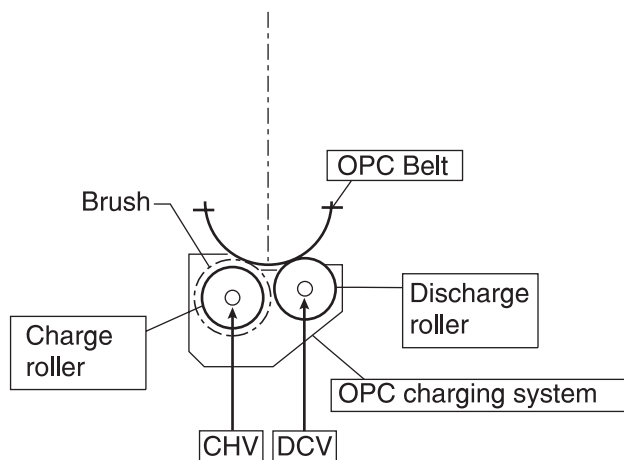 OPC Belt
Brush
Charge
roller
Discharge
roller
OPC charging system
CHV
DCV